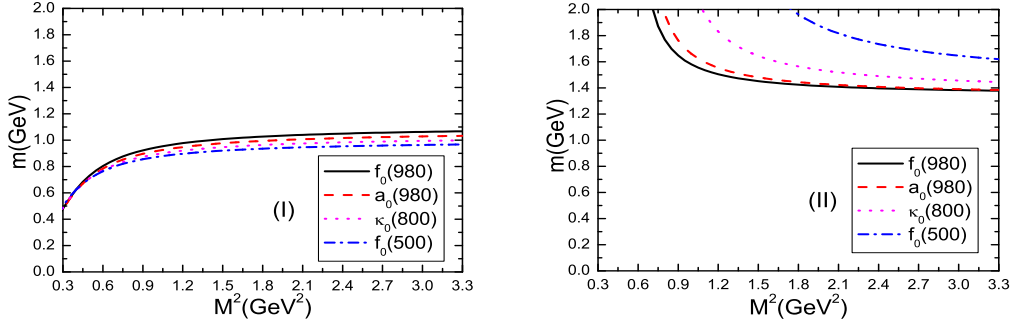 2.0
1.8
1.6
1.4
1.2
1.0
0.8
0.6
0.4
0.2
0.0
m(GeV)
0.3 0.6 0.9 1.2 1.5 1.8 2.1 2.4 2.7 3.0 3.3
M²(GeV²)
(I)
f₀(980)
a₀(980)
κ₀(800)
f₀(500)
2.0
1.8
1.6
1.4
1.2
1.0
0.8
0.6
0.4
0.2
0.0
m(GeV)
0.3 0.6 0.9 1.2 1.5 1.8 2.1 2.4 2.7 3.0 3.3
M²(GeV²)
(II)
f₀(980)
a₀(980)
κ₀(800)
f₀(500)